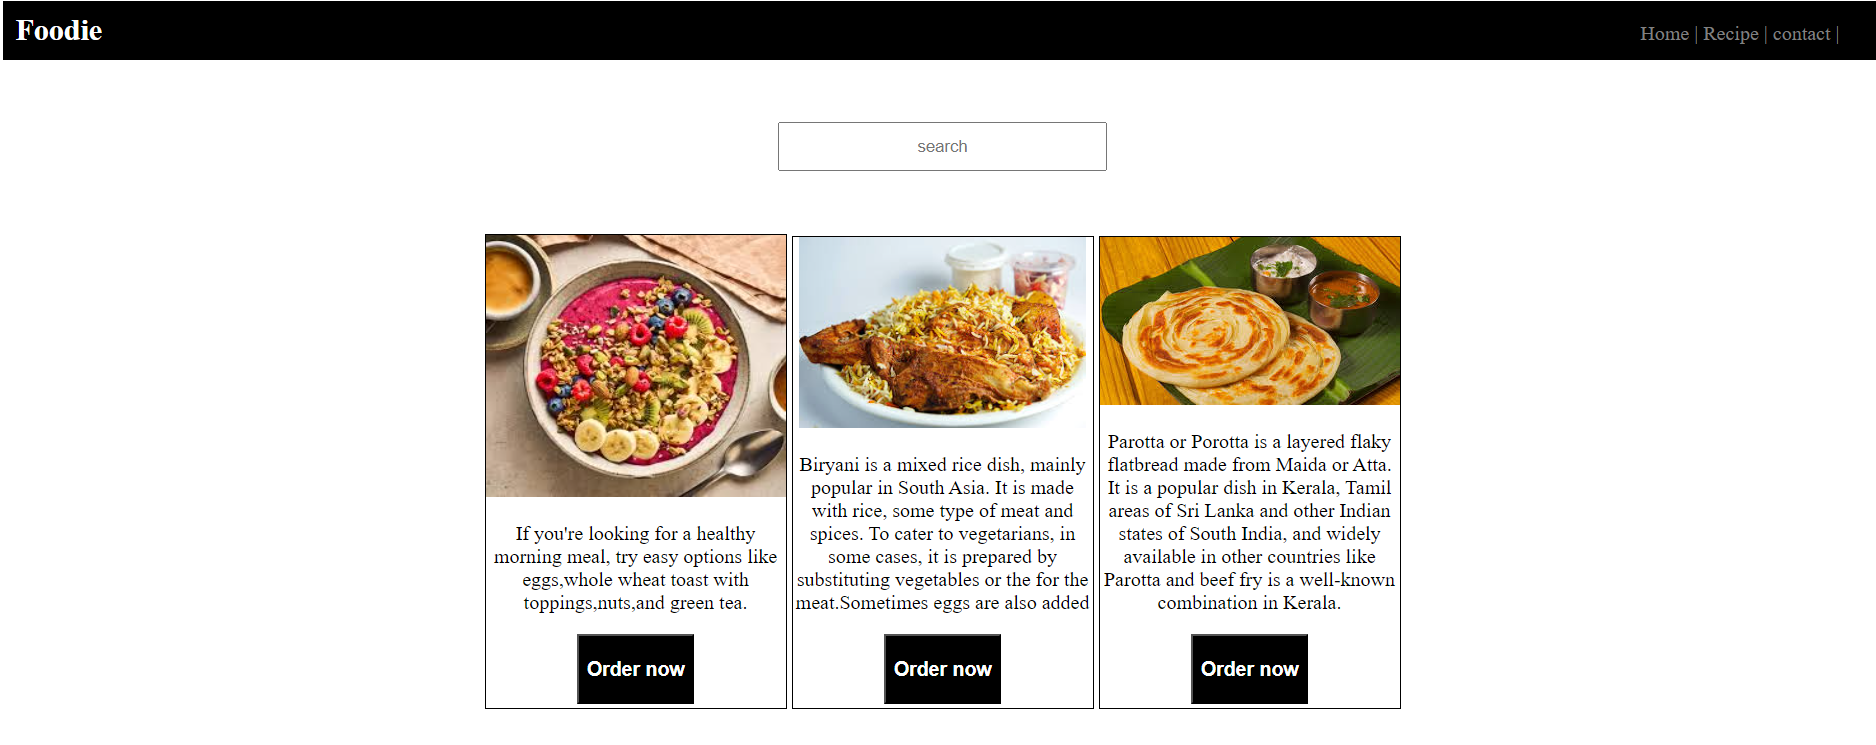 Foodie
Home | Recipe | contact |
search
If you're looking for a healthy
morning meal, try easy options like
eggs,whole wheat toast with
toppings,nuts,and green tea.
Order now
Biryani is a mixed rice dish, mainly
popular in South Asia. It is made
with rice, some type of meat and
spices. To cater to vegetarians, in
some cases, it is prepared by
substituting vegetables or the for the
meat.Sometimes eggs are also added
Order now
Parotta or Porotta is a layered flaky
flatbread made from Maida or Atta.
It is a popular dish in Kerala, Tamil
areas of Sri Lanka and other Indian
states of South India, and widely
available in other countries like
Parotta and beef fry is a well-known
combination in Kerala.
Order now